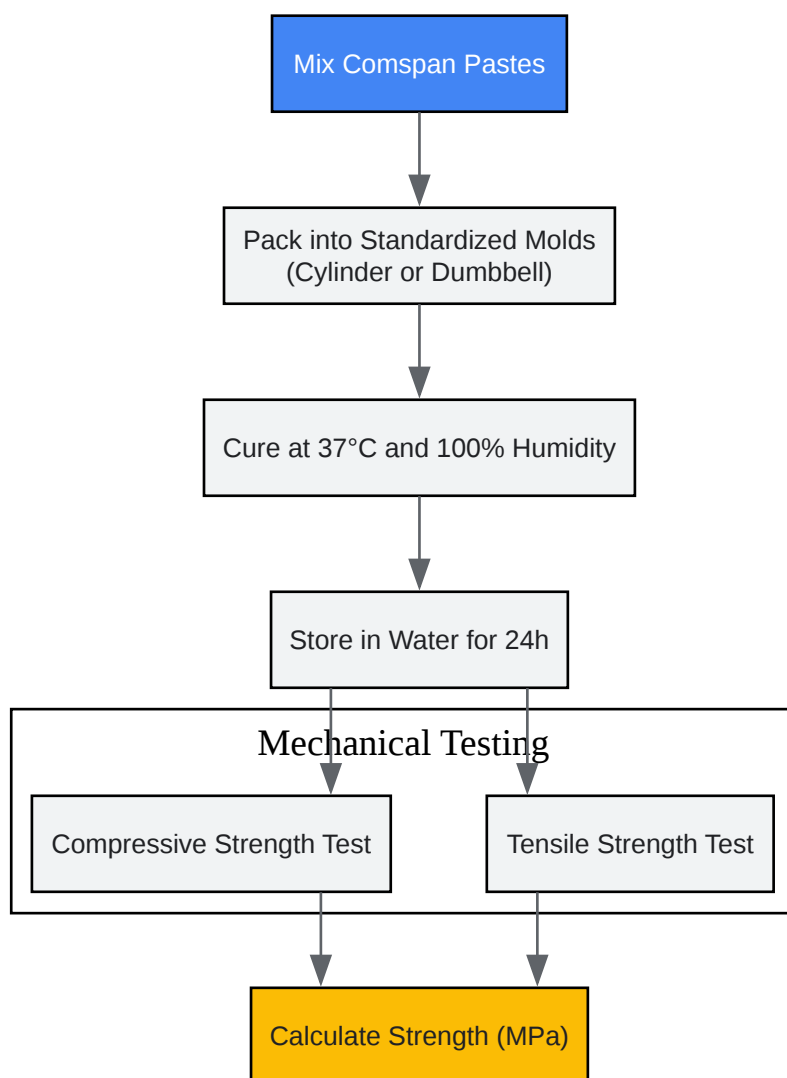 Mix Comspan Pastes
Pack into Standardized Molds
(Cylinder or Dumbbell)
Cure at 37°C and 100% Humidity
Store in Water for 24h
Mechanical Testing
Compressive Strength Test
Tensile Strength Test
Calculate Strength (MPa)